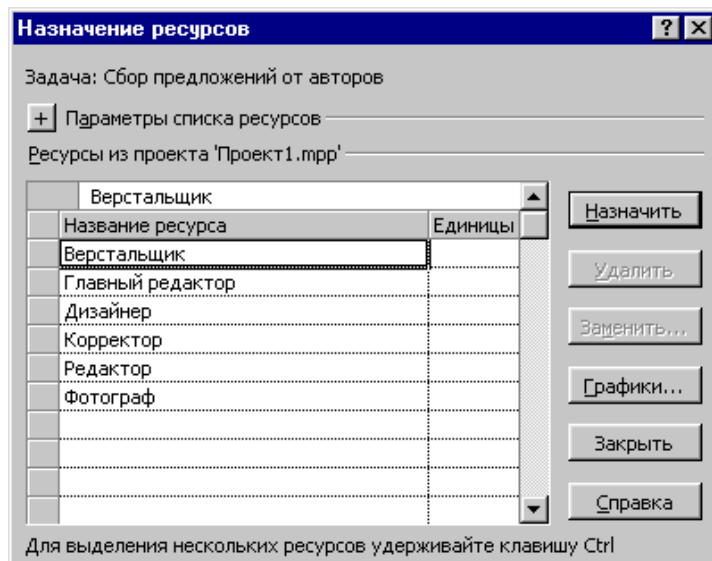 Назначение ресурсов
Задача: Сбор предложений от авторов
+ Параметры списка ресурсов
Ресурсы из проекта 'Проект1.mpp'
Верстальщик
Название ресурса Единицы
Верстальщик
Главный редактор
Дизайнер
Корректор
Редактор
Фотограф
Назначить
Удалить
Заменить...
Графики...
Закрыть
Справка
Для выделения нескольких ресурсов удерживайте клавишу Ctrl